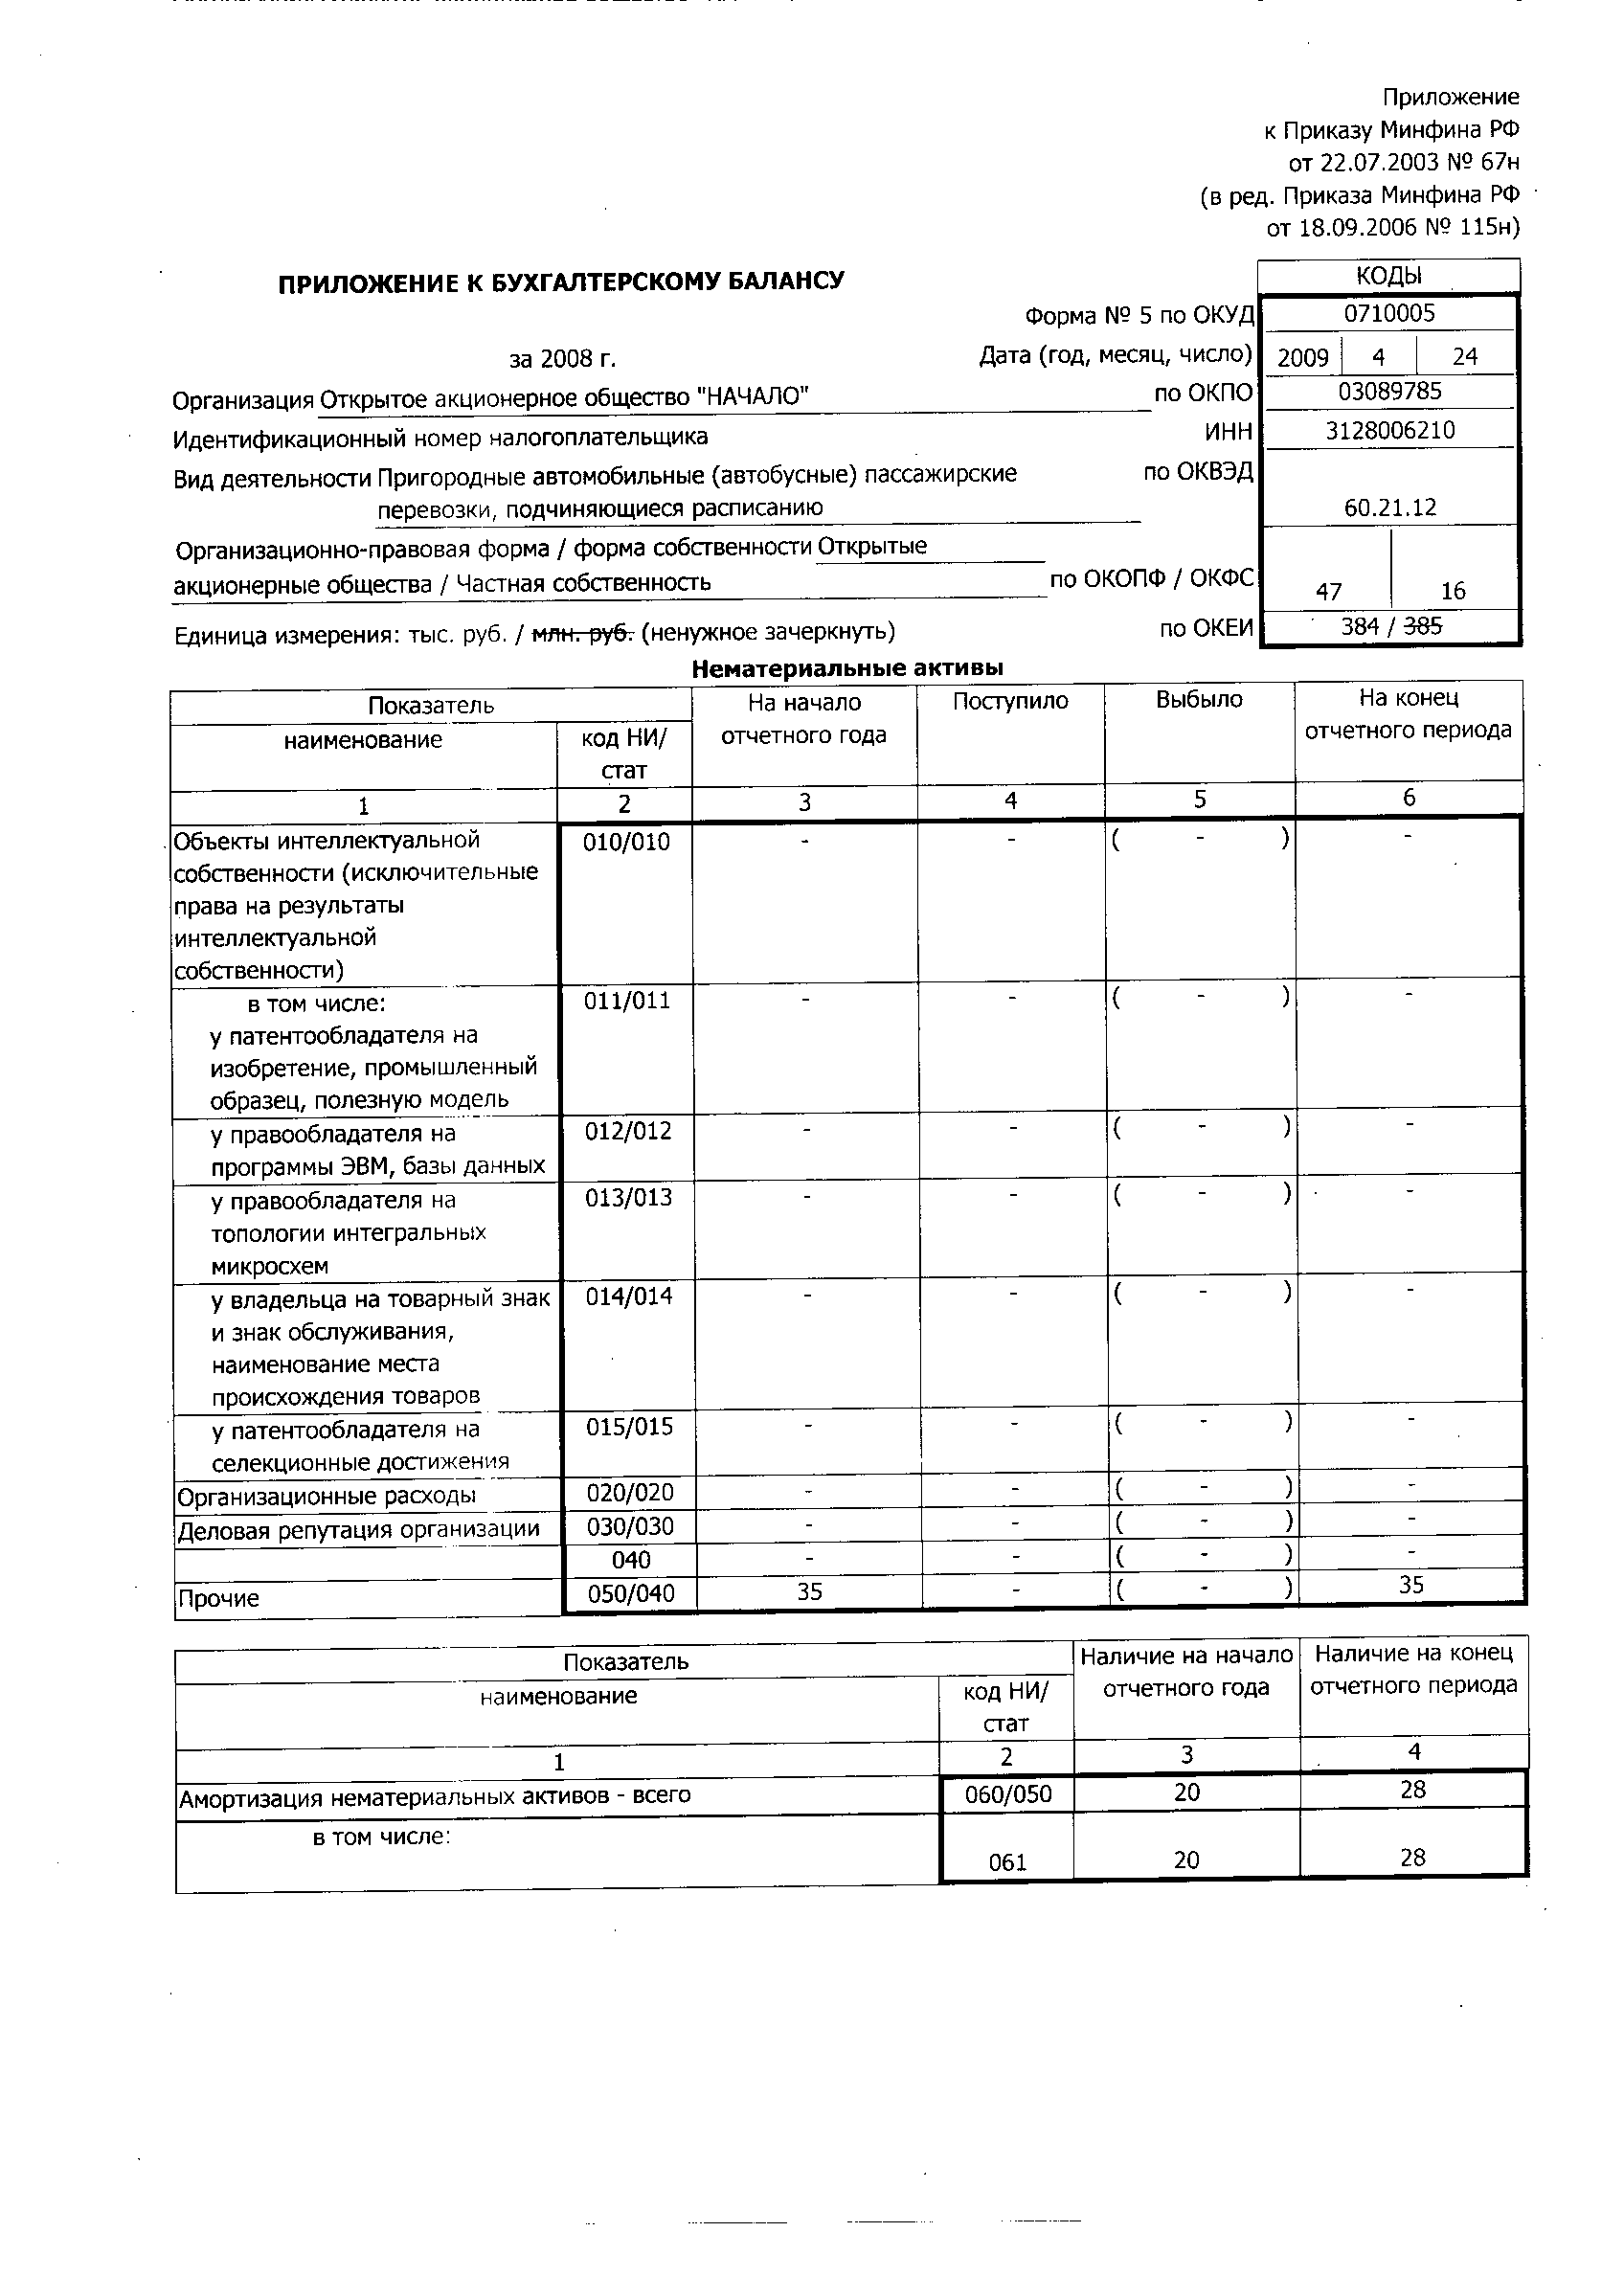 Приложение
к Приказу Минфина РФ
от 22.07.2003 № 67н
(в ред. Приказа Минфина РФ
от 18.09.2006 № 115н)
ПРИЛОЖЕНИЕ К БУХГАЛТЕРСКОМУ БАЛАНСУ
КОДЫ
Форма № 5 по ОКУД 0710005
за 2008 г. Дата (год, месяц, число) 2009 4 24
Организация Открытое акционерное общество "НАЧАЛО" по ОКПО 03089785
Идентификационный номер налогоплательщика ИНН 3128006210
Вид деятельности Пригородные автомобильные (автобусные) пассажирские по ОКВЭД
перевозки, подчиняющиеся расписанию 60.21.12
Организационно-правовая форма / форма собственности Открытые
акционерные общества / Частная собственность по ОКОПФ / ОКФС 47 16
Единица измерения: тыс. руб. / млн. руб. (ненужное зачеркнуть) по ОКЕИ 384 / 385
Нематериальные активы
Показатель На начало Поступило Выбыло На конец
наименование код НИ/ отчетного года отчетного периода
стат
1 2 3 4 5 6
Объекты интеллектуальной 010/010 - - ( - ) -
собственности (исключительные
права на результаты
интеллектуальной
собственности)
в том числе: 011/011 - - ( - ) -
у патентообладателя на
изобретение, промышленный
образец, полезную модель
у правообладателя на 012/012 - - ( - ) -
программы ЭВМ, базы данных
у правообладателя на 013/013 - - ( - ) -
топологии интегральных
микросхем
у владельца на товарный знак 014/014 - - ( - ) -
и знак обслуживания,
наименование места
происхождения товаров
у патентообладателя на 015/015 - - ( - ) -
селекционные достижения
Организационные расходы 020/020 - - ( - ) -
Деловая репутация организации 030/030 - - ( - ) -
040 - - ( - ) -
Прочие 050/040 35 - ( - ) 35
Показатель Наличие на начало Наличие на конец
наименование код НИ/ отчетного года отчетного периода
стат
1 2 3 4
Амортизация нематериальных активов - всего 060/050 20 28
в том числе:
061 20 28